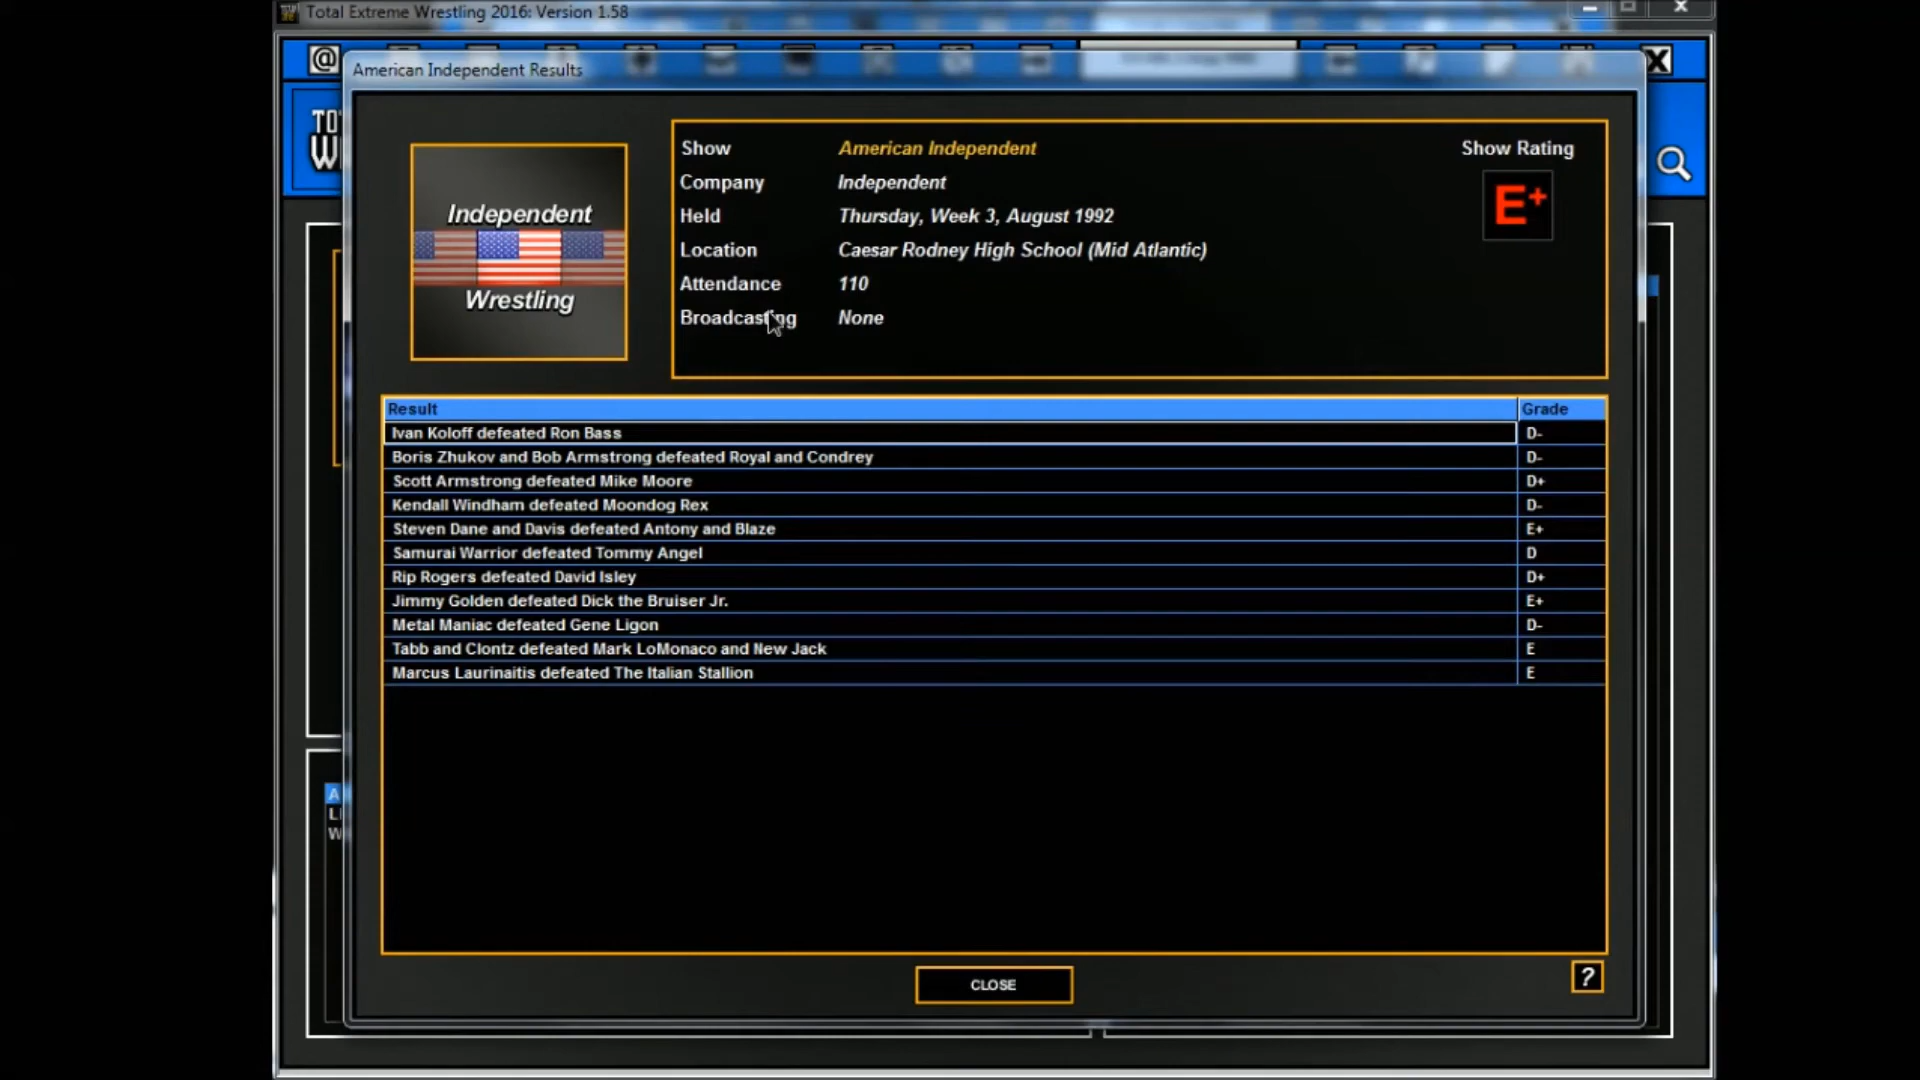 Total Extreme Wrestling 2016: Version 1.58
@
X
American Independent Results
TO
W
Independent
Wrestling
Show American Independent
Company Independent
Held Thursday, Week 3, August 1992
Location Caesar Rodney High School (Mid Atlantic)
Attendance 110
Broadcasting None
Show Rating
E+
Result Grade
Ivan Koloff defeated Ron Bass D-
Boris Zhukov and Bob Armstrong defeated Royal and Condrey D-
Scott Armstrong defeated Mike Moore D+
Kendall Windham defeated Moondog Rex D-
Steven Dane and Davis defeated Antony and Blaze E+
Samurai Warrior defeated Tommy Angel D
Rip Rogers defeated David Isley D+
Jimmy Golden defeated Dick the Bruiser Jr. E+
Metal Maniac defeated Gene Ligon D-
Tabb and Clontz defeated Mark LoMonaco and New Jack E
Marcus Laurinaitis defeated The Italian Stallion E
A
W
CLOSE
?